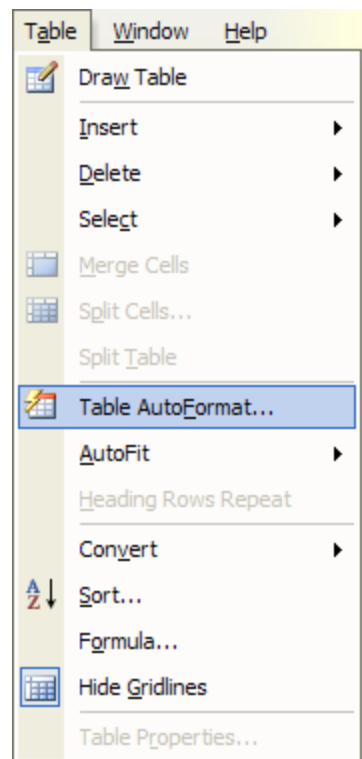 Table Window Help
Draw Table
Insert
Delete
Select
Merge Cells
Split Cells...
Split Table
Table AutoFormat...
AutoFit
Heading Rows Repeat
Convert
A Z Sort...
Formula...
Hide Gridlines
Table Properties...